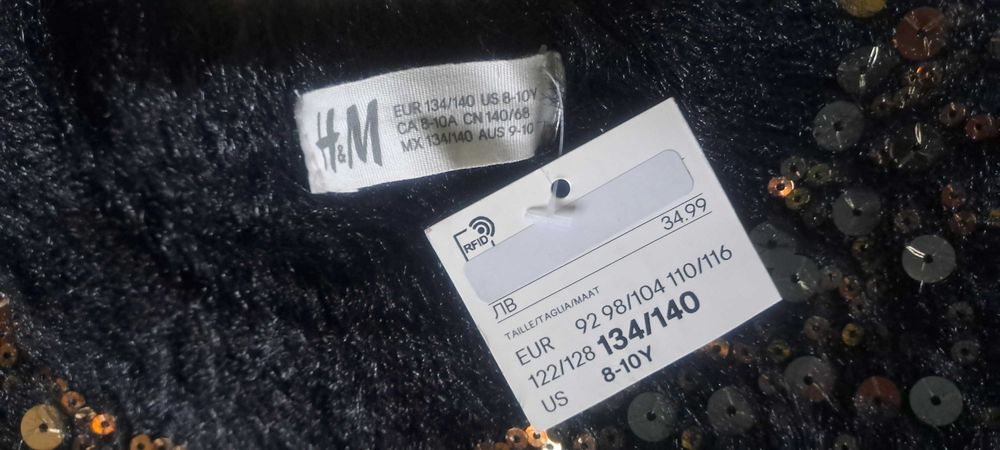 H&M
EUR 134/140 US 8-10Y
CA 8-10A CN 140/68
MX 134/140 AUS 9-10
RFID
ЛВ 34.99
TAILLE/TAGLIA/MAAT
EUR 92 98/104 110/116
122/128 134/140
US 8-10Y